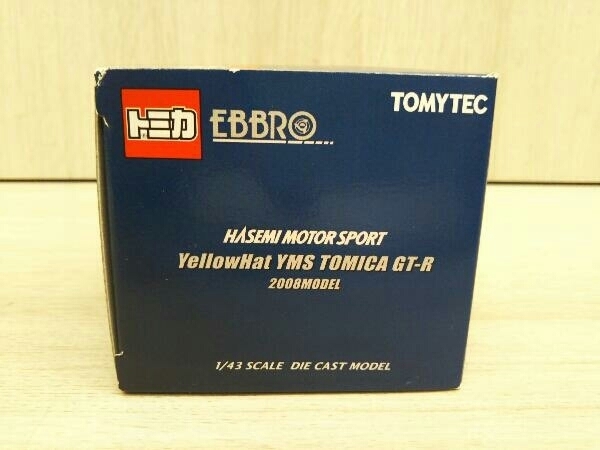 トミカ EBBRO TOMYTEC
HASEMI MOTOR SPORT
YellowHat YMS TOMICA GT-R
2008MODEL
1/43 SCALE DIE CAST MODEL